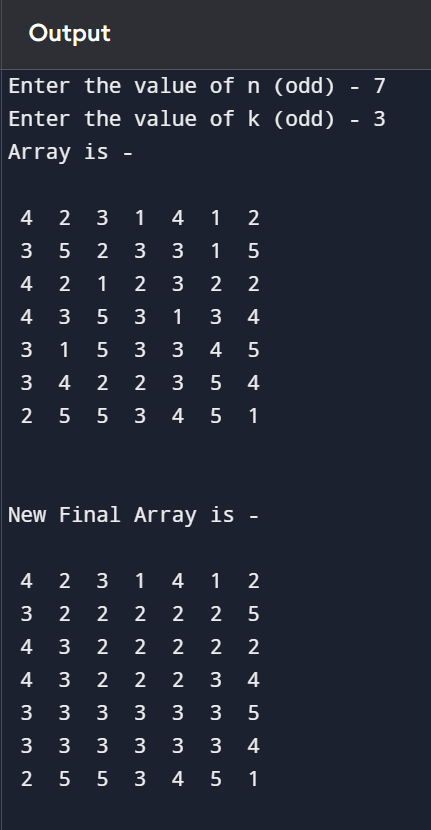 Output
Enter the value of n (odd) - 7
Enter the value of k (odd) - 3
Array is -
4 2 3 1 4 1 2
3 5 2 3 3 1 5
4 2 1 2 3 2 2
4 3 5 3 1 3 4
3 1 5 3 3 4 5
3 4 2 2 3 5 4
2 5 5 3 4 5 1
New Final Array is -
4 2 3 1 4 1 2
3 2 2 2 2 2 5
4 3 2 2 2 2 2
4 3 2 2 2 3 4
3 3 3 3 3 3 5
3 3 3 3 3 3 4
2 5 5 3 4 5 1